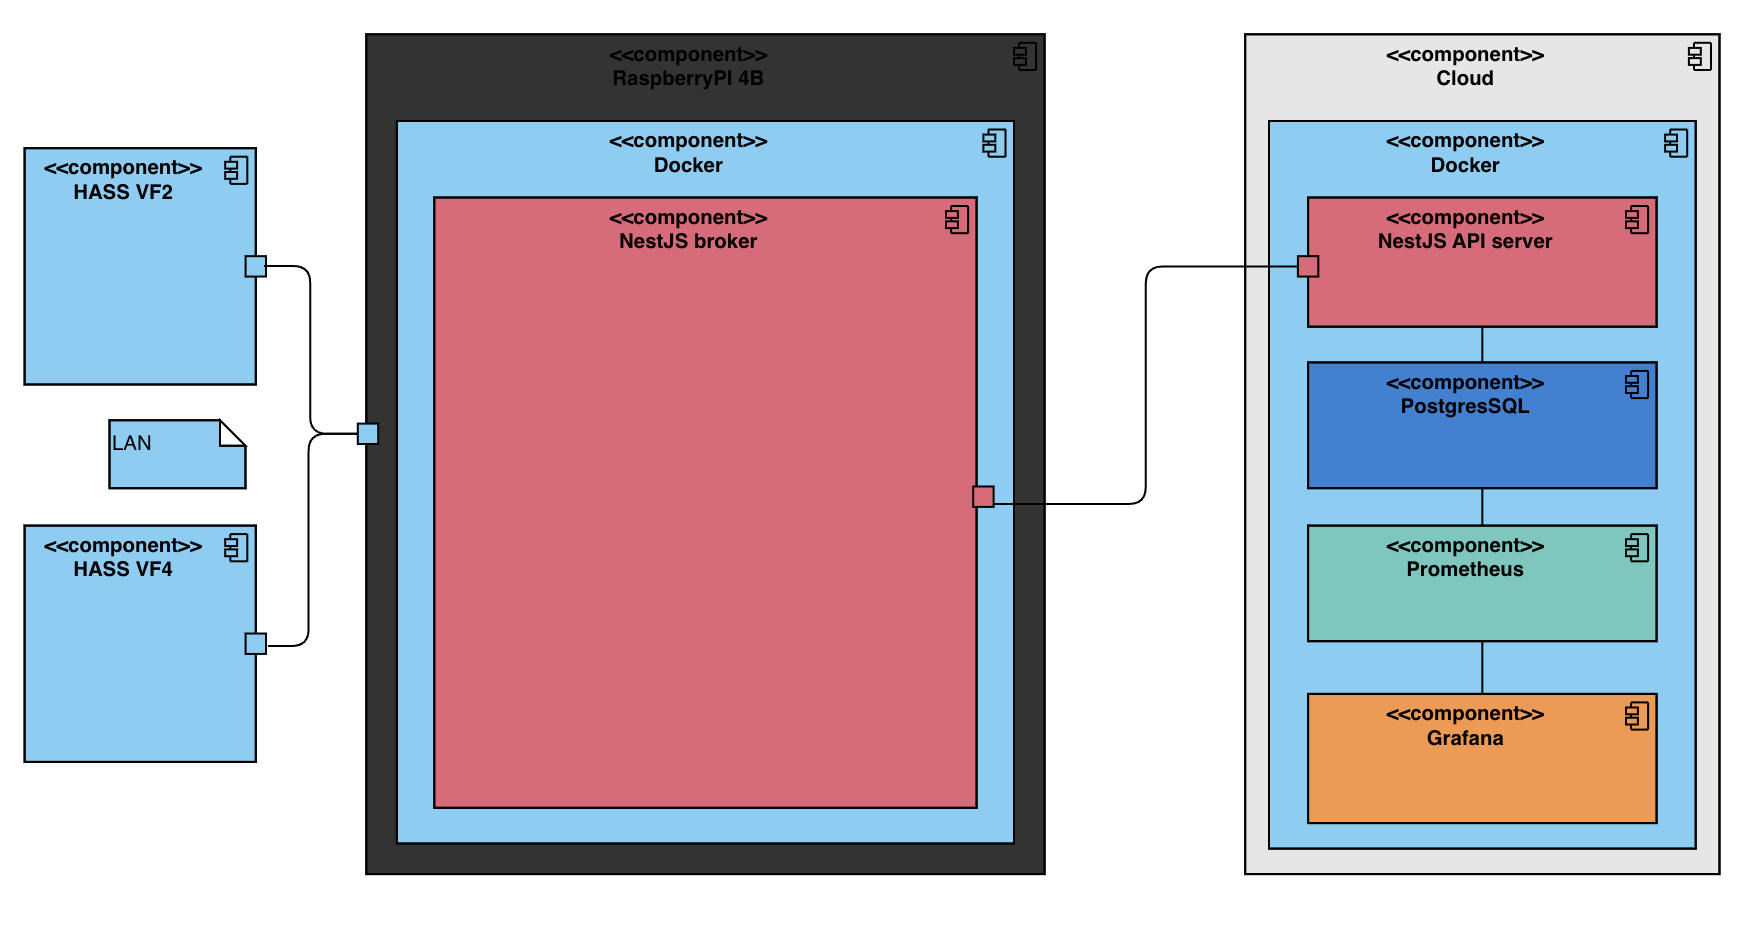 <<component>>
HASS VF2
LAN
<<component>>
HASS VF4
<<component>>
RaspberryPI 4B
<<component>>
Docker
<<component>>
NestJS broker
<<component>>
Cloud
<<component>>
Docker
<<component>>
NestJS API server
<<component>>
PostgresSQL
<<component>>
Prometheus
<<component>>
Grafana